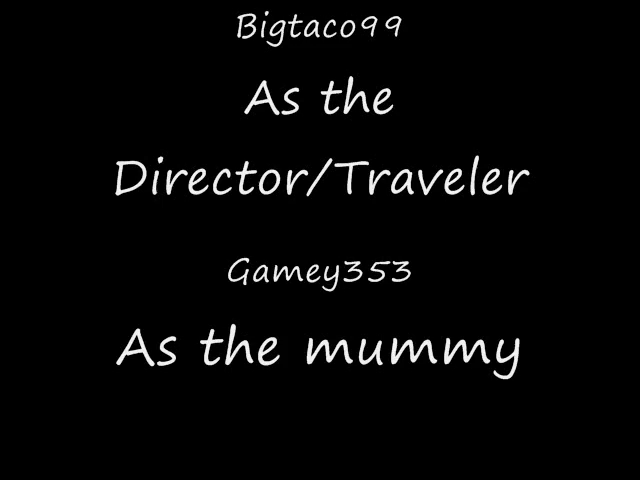 Bigtaco99
As the
Director/Traveler
Gamey353
As the mummy